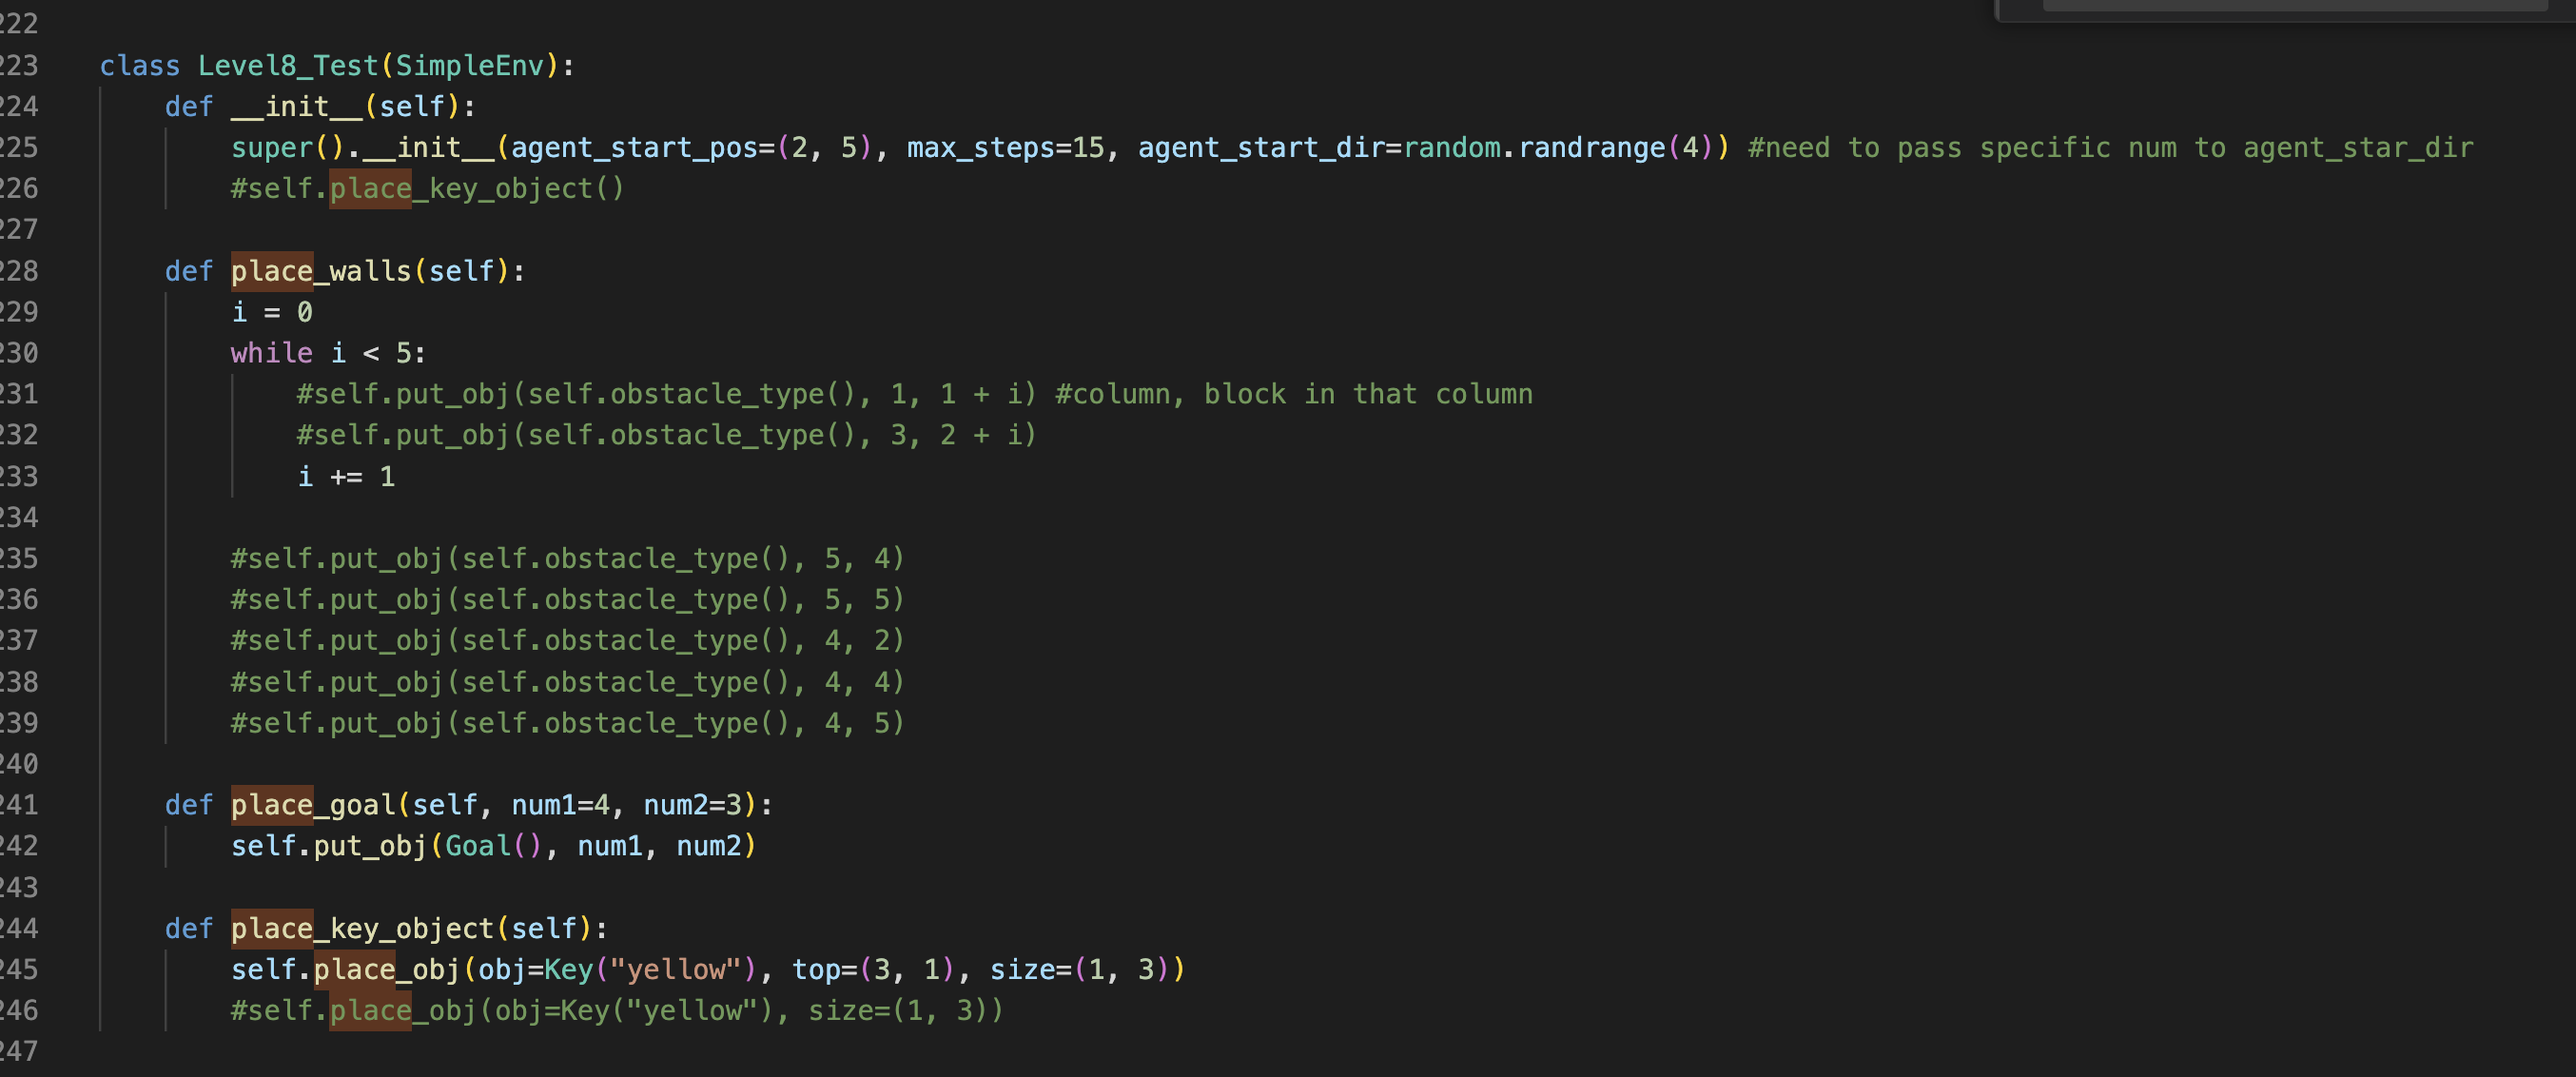 222
223 class Level8_Test(SimpleEnv):
224 def __init__(self):
225 super().__init__(agent_start_pos=(2, 5), max_steps=15, agent_start_dir=random.randrange(4)) #need to pass specific num to agent_star_dir
226 #self.place_key_object()
227
228 def place_walls(self):
229 i = 0
230 while i < 5:
231 #self.put_obj(self.obstacle_type(), 1, 1 + i) #column, block in that column
232 #self.put_obj(self.obstacle_type(), 3, 2 + i)
233 i += 1
234
235 #self.put_obj(self.obstacle_type(), 5, 4)
236 #self.put_obj(self.obstacle_type(), 5, 5)
237 #self.put_obj(self.obstacle_type(), 4, 2)
238 #self.put_obj(self.obstacle_type(), 4, 4)
239 #self.put_obj(self.obstacle_type(), 4, 5)
240
241 def place_goal(self, num1=4, num2=3):
242 self.put_obj(Goal(), num1, num2)
243
244 def place_key_object(self):
245 self.place_obj(obj=Key("yellow"), top=(3, 1), size=(1, 3))
246 #self.place_obj(obj=Key("yellow"), size=(1, 3))
247